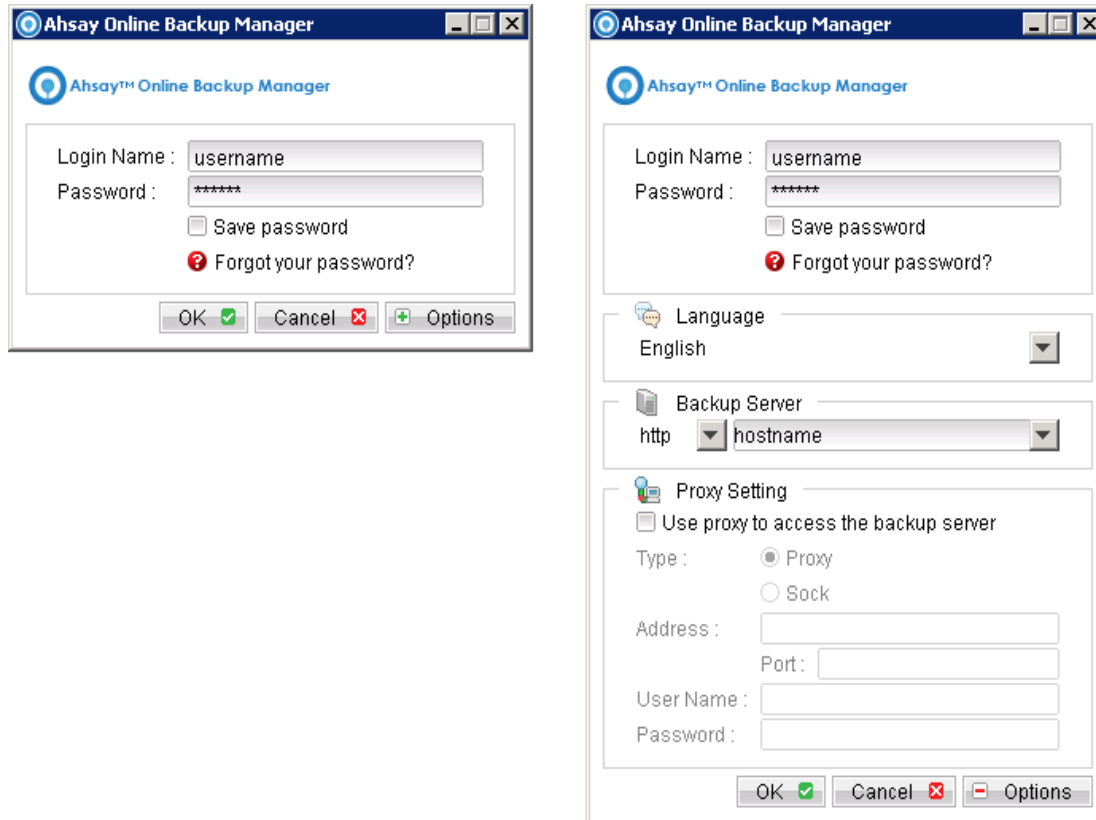 Ahsay Online Backup Manager
Ahsay™ Online Backup Manager
Login Name :
username
Password :
******
Save password
Forgot your password?
OK
Cancel
Options
Ahsay Online Backup Manager
Ahsay™ Online Backup Manager
Login Name :
username
Password :
******
Save password
Forgot your password?
Language
English
Backup Server
http
hostname
Proxy Setting
Use proxy to access the backup server
Type :
Proxy
Sock
Address :
Port :
User Name :
Password :
OK
Cancel
Options